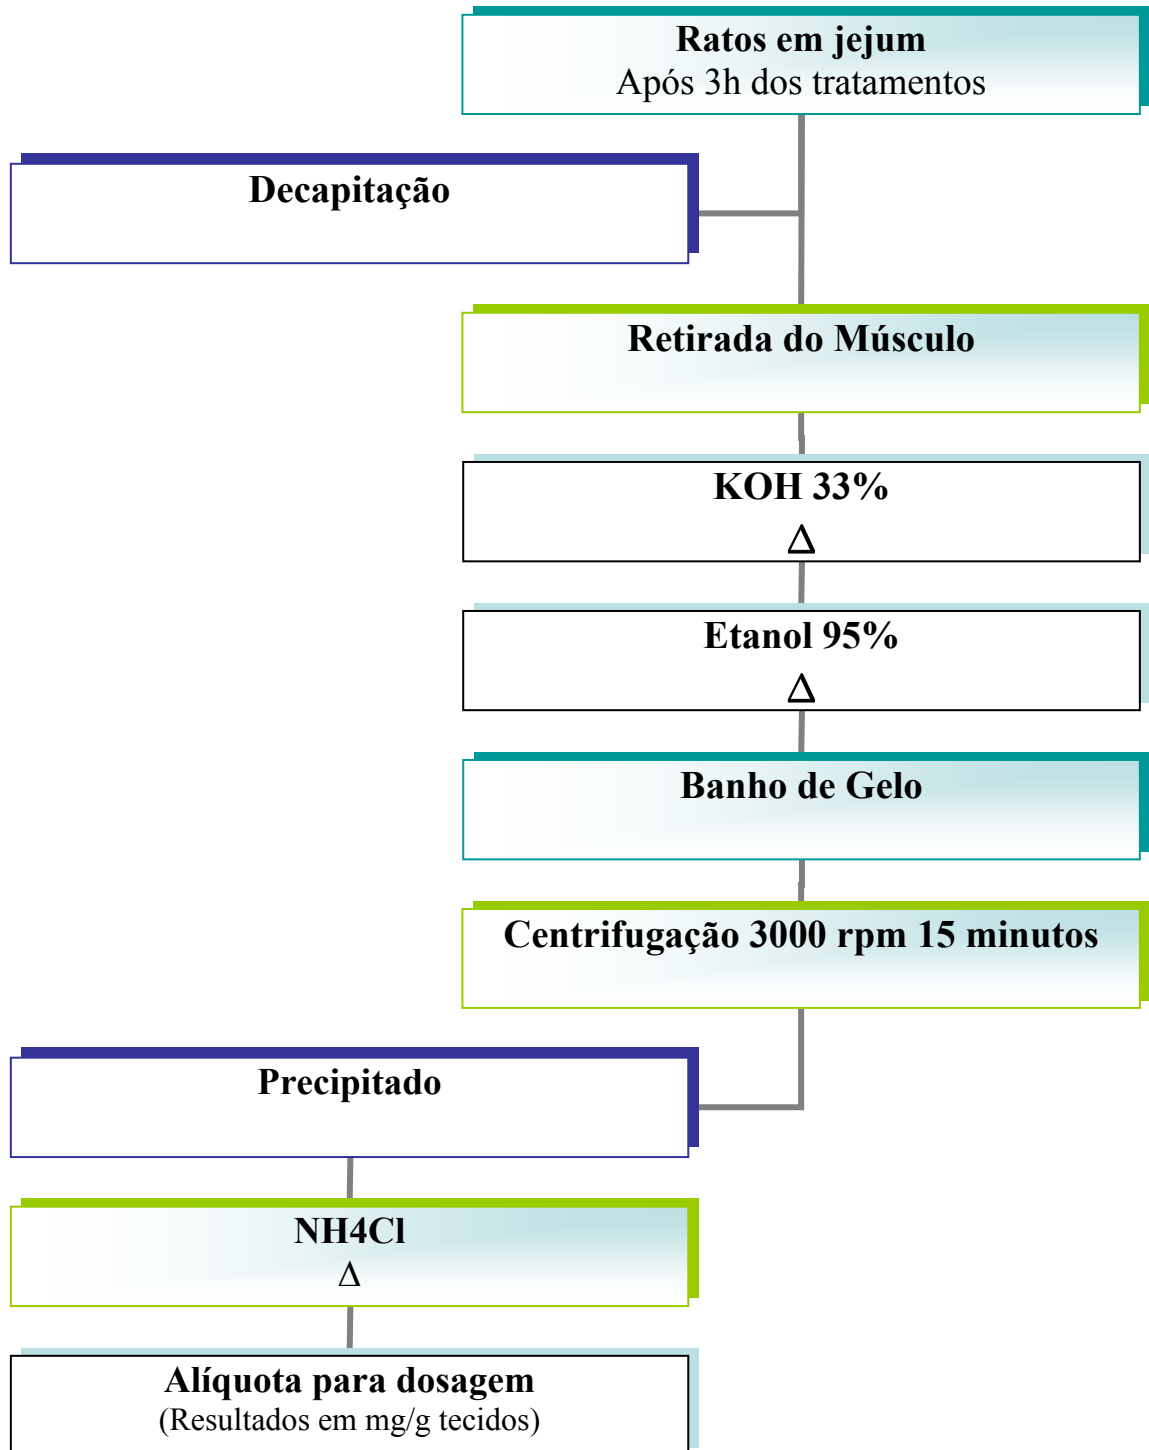 Ratos em jejum
Após 3h dos tratamentos
Decapitação
Retirada do Músculo
KOH 33%
Δ
Etanol 95%
Δ
Banho de Gelo
Centrifugação 3000 rpm 15 minutos
Precipitado
NH4Cl
Δ
Alíquota para dosagem
(Resultados em mg/g tecidos)